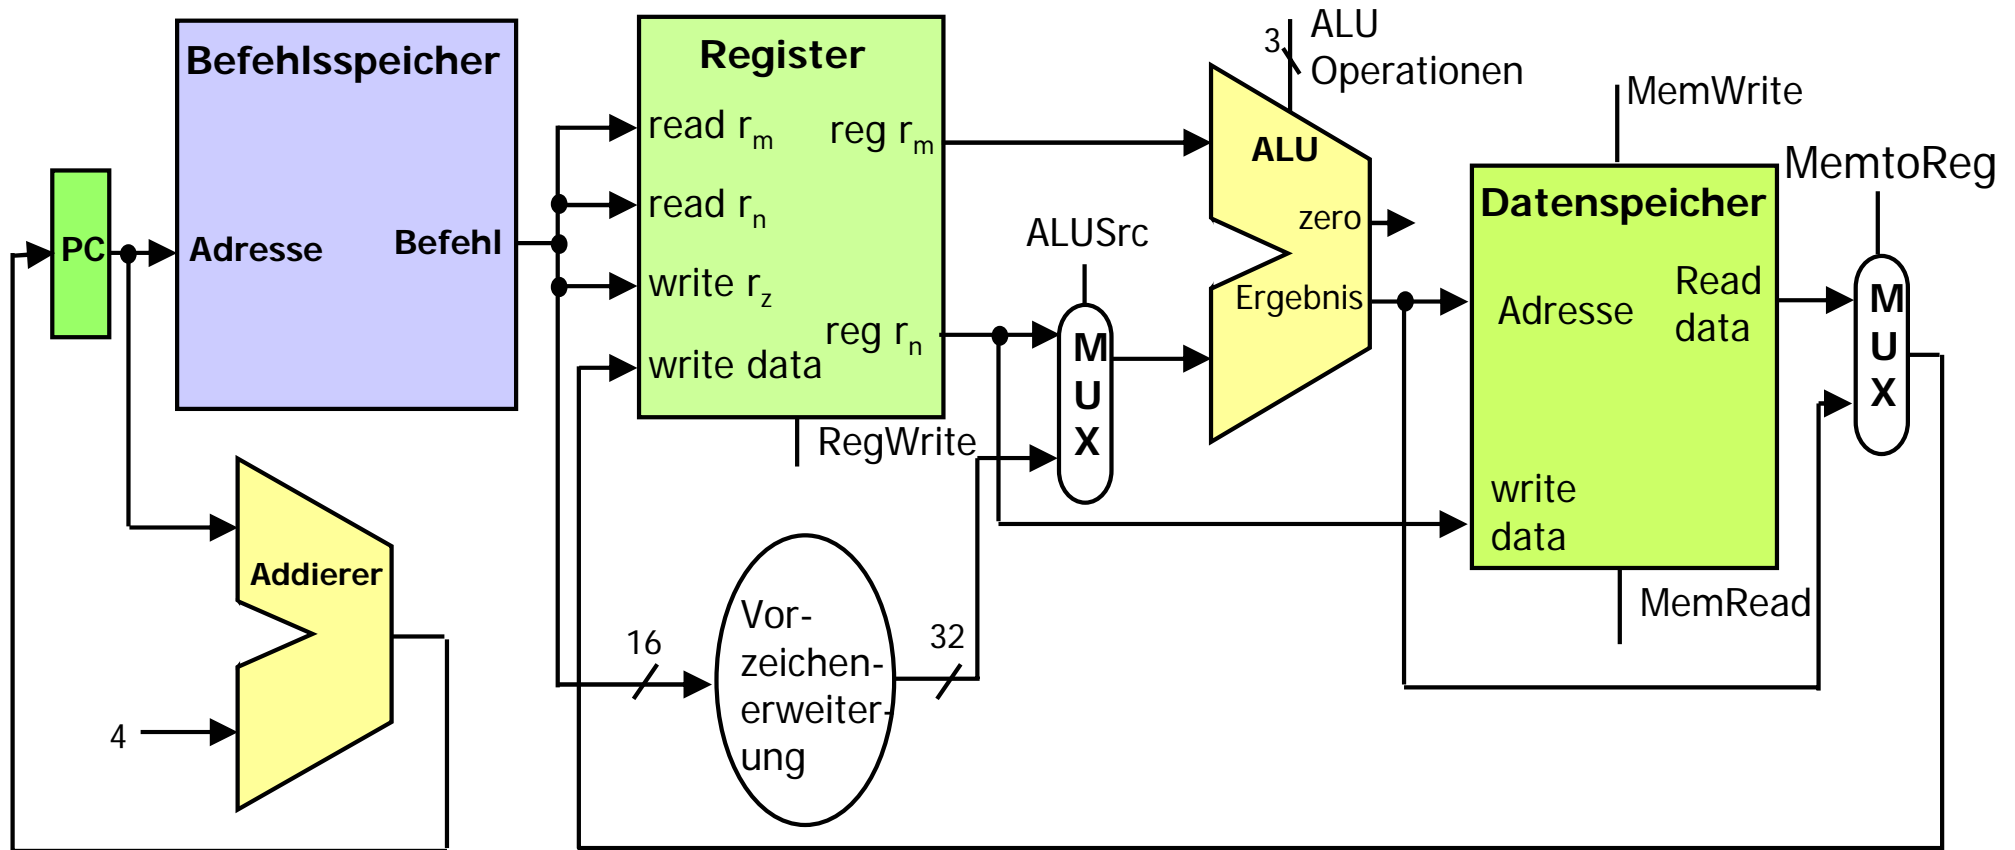 Befehlsspeicher
Adresse
Befehl
PC
Addierer
4
Register
read rₘ
reg rₘ
read rₙ
write r_z
reg rₙ
write data
RegWrite
16
Vor-
zeichen-
erweiter-
ung
32
ALUSrc
M
U
X
3
ALU
Operationen
ALU
zero
Ergebnis
MemWrite
Datenspeicher
Adresse
Read
data
write
data
MemRead
MemtoReg
M
U
X